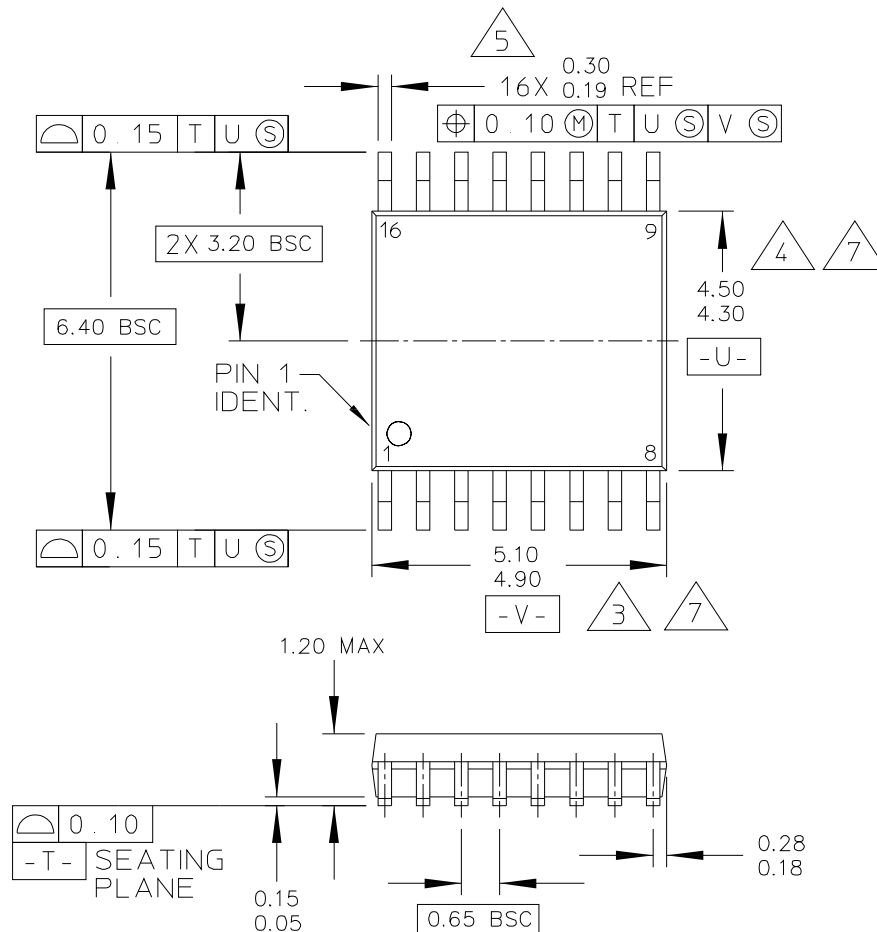 5
16X 0.30
0.19 REF
⌓ 0.15 T U Ⓢ
⌖ 0.10 Ⓜ T U Ⓢ V Ⓢ
16
9
2X 3.20 BSC
4
7
4.50
4.30
6.40 BSC
-U-
PIN 1
IDENT.
1
8
⌓ 0.15 T U Ⓢ
5.10
4.90
-V-
3
7
1.20 MAX
⌓ 0.10
-T- SEATING
PLANE
0.15
0.05
0.65 BSC
0.28
0.18